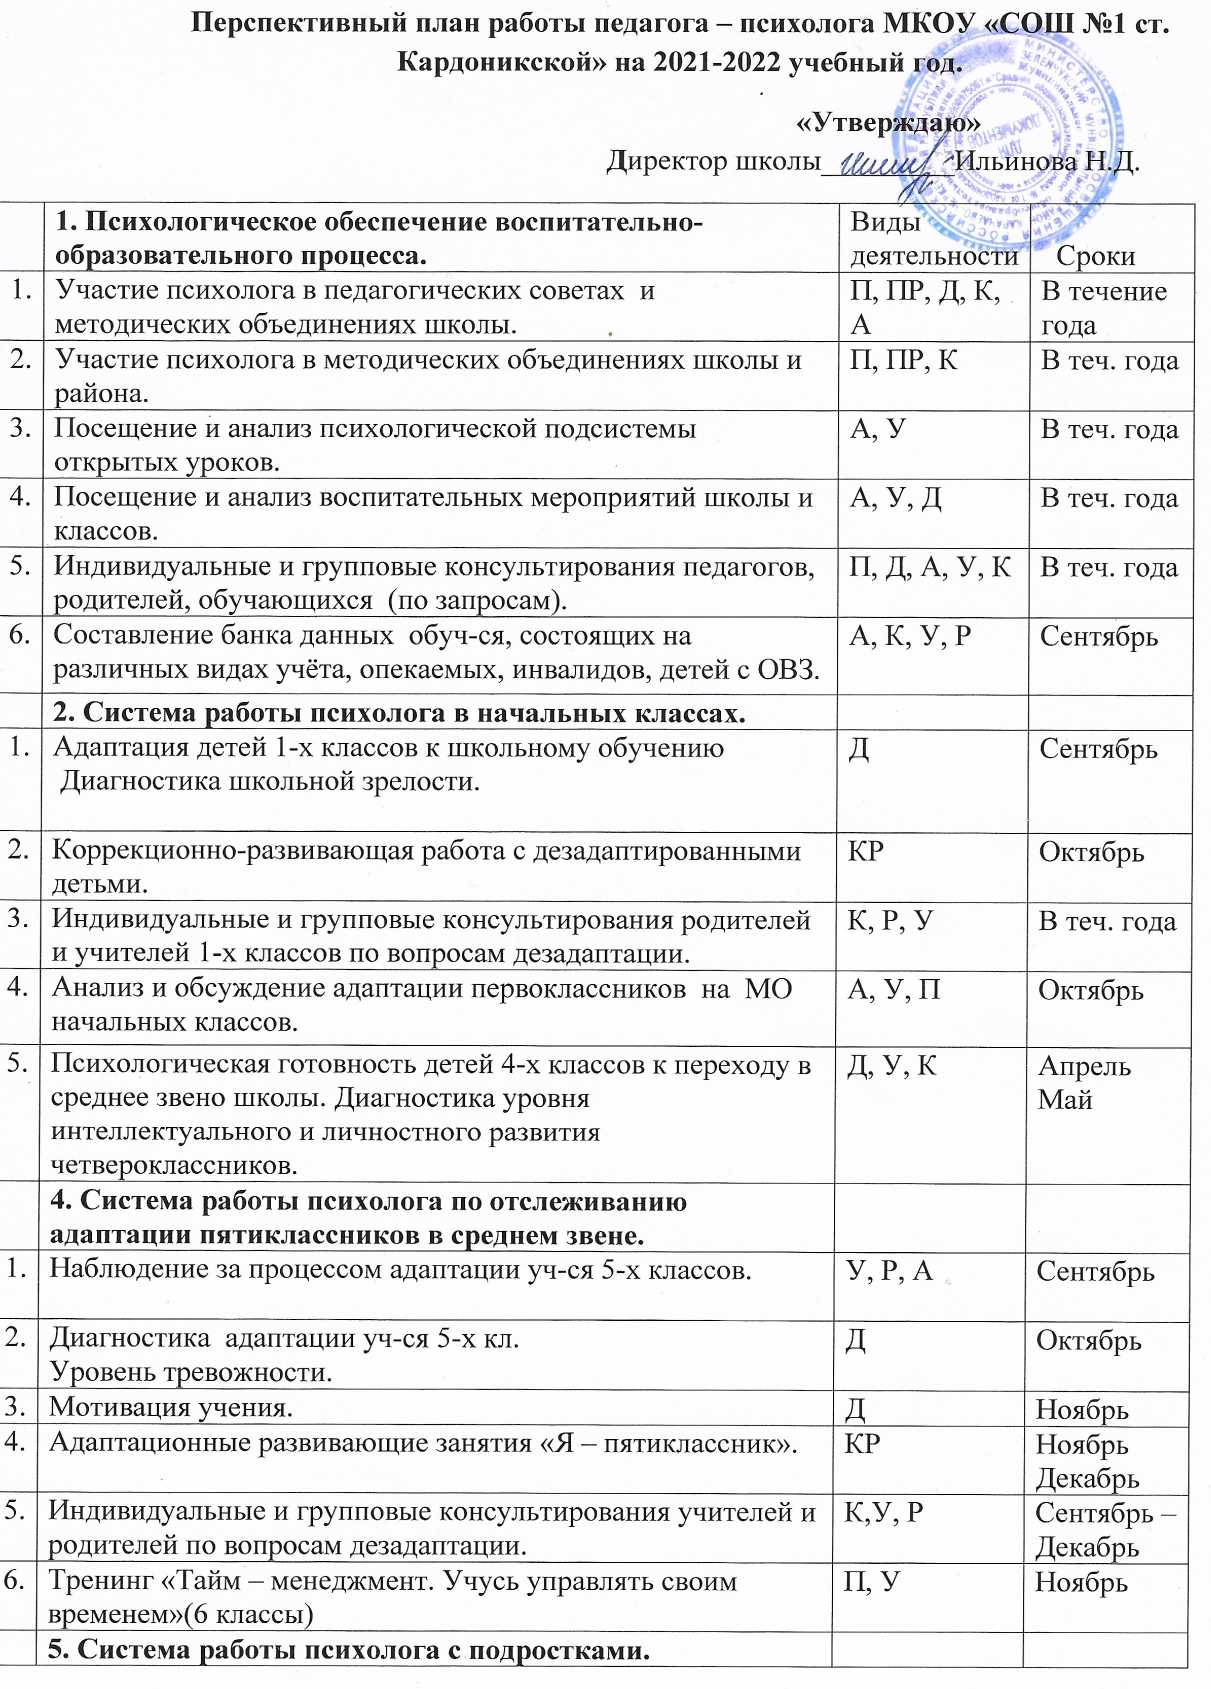 Перспективный план работы педагога – психолога МКОУ «СОШ №1 ст.
Кардоникской» на 2021-2022 учебный год.
«Утверждаю»
Директор школы__________Ильинова Н.Д.
1. Психологическое обеспечение воспитательно-
образовательного процесса.
Виды
деятельности
Сроки
1. Участие психолога в педагогических советах и
методических объединениях школы.
П, ПР, Д, К,
А
В течение
года
2. Участие психолога в методических объединениях школы и
района.
П, ПР, К
В теч. года
3. Посещение и анализ психологической подсистемы
открытых уроков.
А, У
В теч. года
4. Посещение и анализ воспитательных мероприятий школы и
классов.
А, У, Д
В теч. года
5. Индивидуальные и групповые консультирования педагогов,
родителей, обучающихся (по запросам).
П, Д, А, У, К
В теч. года
6. Составление банка данных обуч-ся, состоящих на
различных видах учёта, опекаемых, инвалидов, детей с ОВЗ.
А, К, У, Р
Сентябрь
2. Система работы психолога в начальных классах.
1. Адаптация детей 1-х классов к школьному обучению
Диагностика школьной зрелости.
Д
Сентябрь
2. Коррекционно-развивающая работа с дезадаптированными
детьми.
КР
Октябрь
3. Индивидуальные и групповые консультирования родителей
и учителей 1-х классов по вопросам дезадаптации.
К, Р, У
В теч. года
4. Анализ и обсуждение адаптации первоклассников на МО
начальных классов.
А, У, П
Октябрь
5. Психологическая готовность детей 4-х классов к переходу в
среднее звено школы. Диагностика уровня
интеллектуального и личностного развития
четвероклассников.
Д, У, К
Апрель
Май
4. Система работы психолога по отслеживанию
адаптации пятиклассников в среднем звене.
1. Наблюдение за процессом адаптации уч-ся 5-х классов.
У, Р, А
Сентябрь
2. Диагностика адаптации уч-ся 5-х кл.
Уровень тревожности.
Д
Октябрь
3. Мотивация учения.
Д
Ноябрь
4. Адаптационные развивающие занятия «Я – пятиклассник».
КР
Ноябрь
Декабрь
5. Индивидуальные и групповые консультирования учителей и
родителей по вопросам дезадаптации.
К,У, Р
Сентябрь –
Декабрь
6. Тренинг «Тайм – менеджмент. Учусь управлять своим
временем»(6 классы)
П, У
Ноябрь
5. Система работы психолога с подростками.